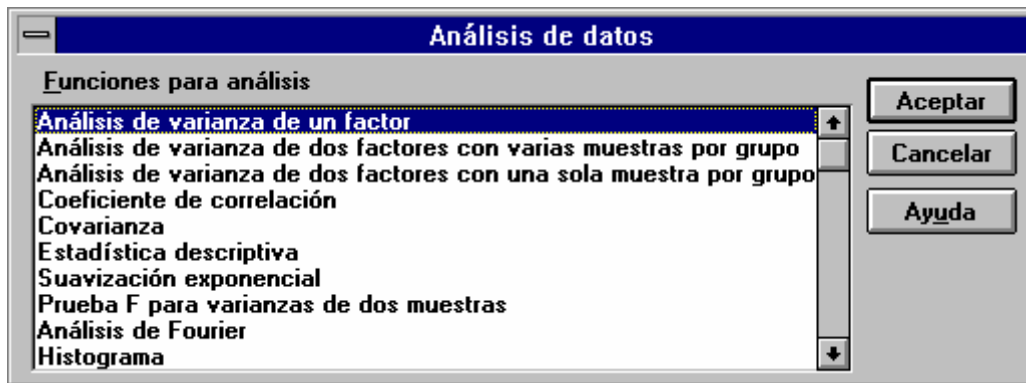 Análisis de datos
Funciones para análisis
Análisis de varianza de un factor
Análisis de varianza de dos factores con varias muestras por grupo
Análisis de varianza de dos factores con una sola muestra por grupo
Coeficiente de correlación
Covarianza
Estadística descriptiva
Suavización exponencial
Prueba F para varianzas de dos muestras
Análisis de Fourier
Histograma
Aceptar
Cancelar
Ayuda